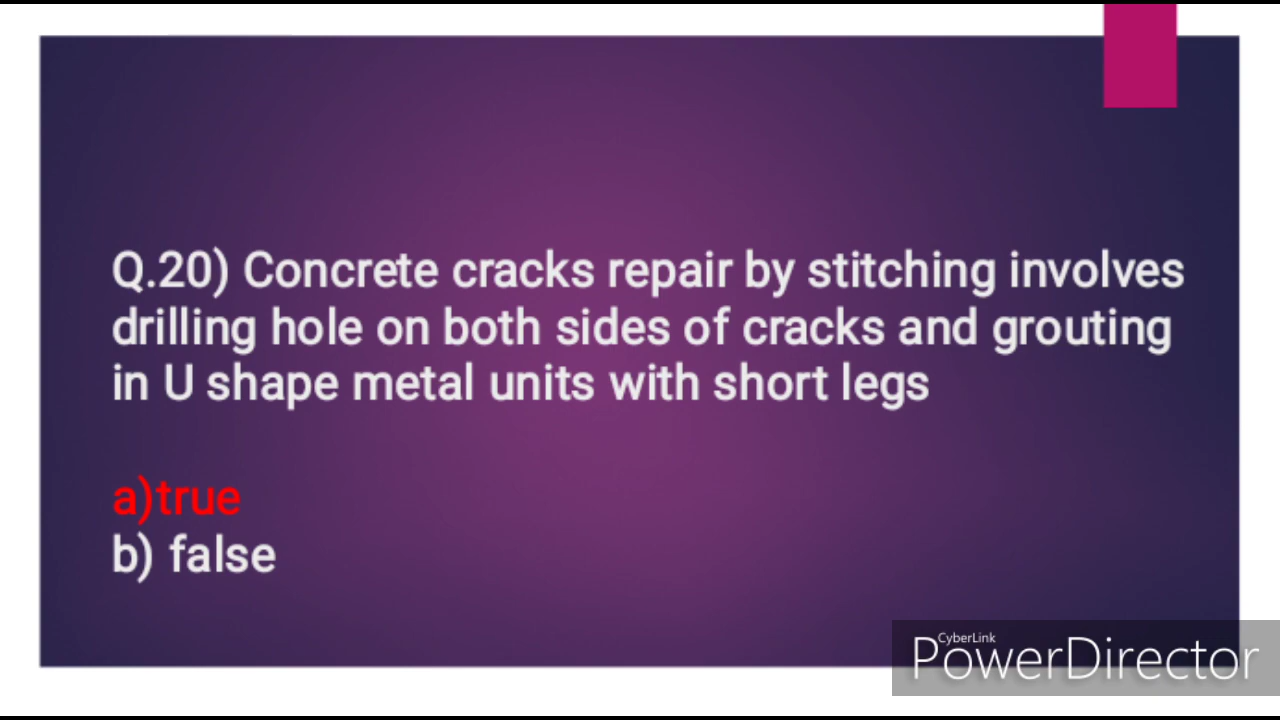 Q.20) Concrete cracks repair by stitching involves
drilling hole on both sides of cracks and grouting
in U shape metal units with short legs
a)true
b) false
CyberLink
PowerDirector